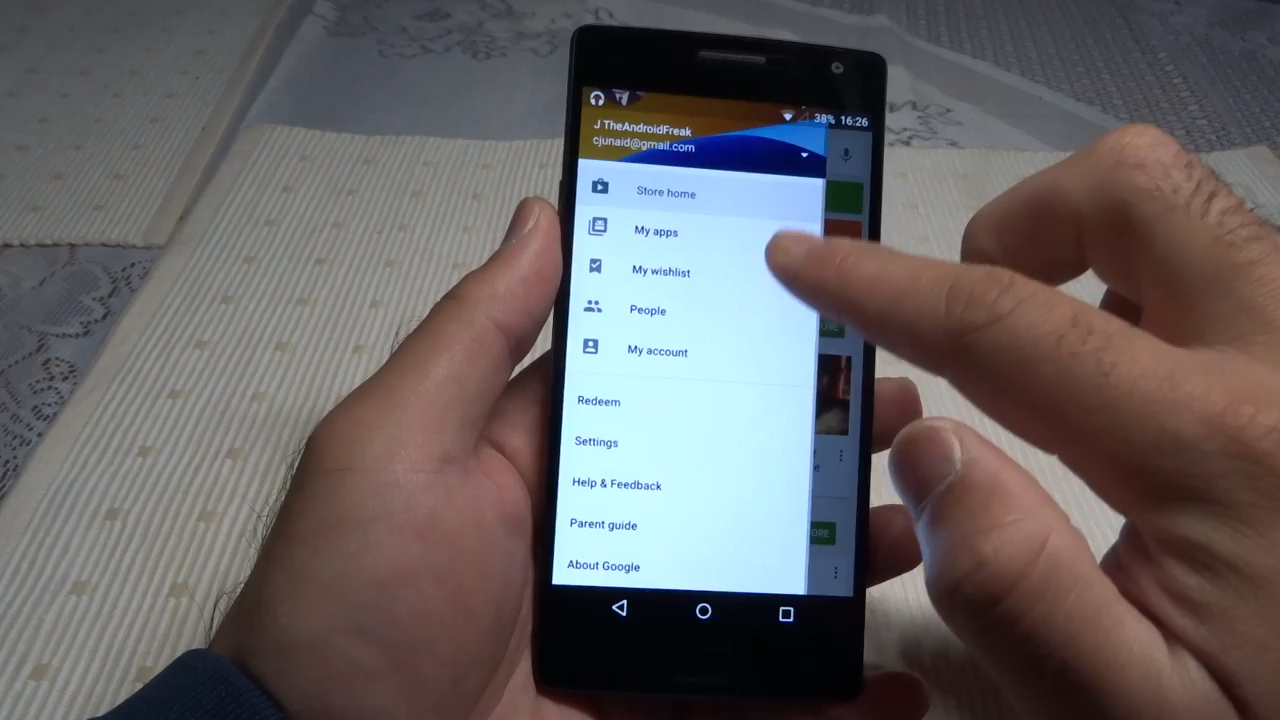 38% 16:26
J TheAndroidFreak
cjunaid@gmail.com
Store home
My apps
My wishlist
People
My account
Redeem
Settings
Help & Feedback
Parent guide
About Google